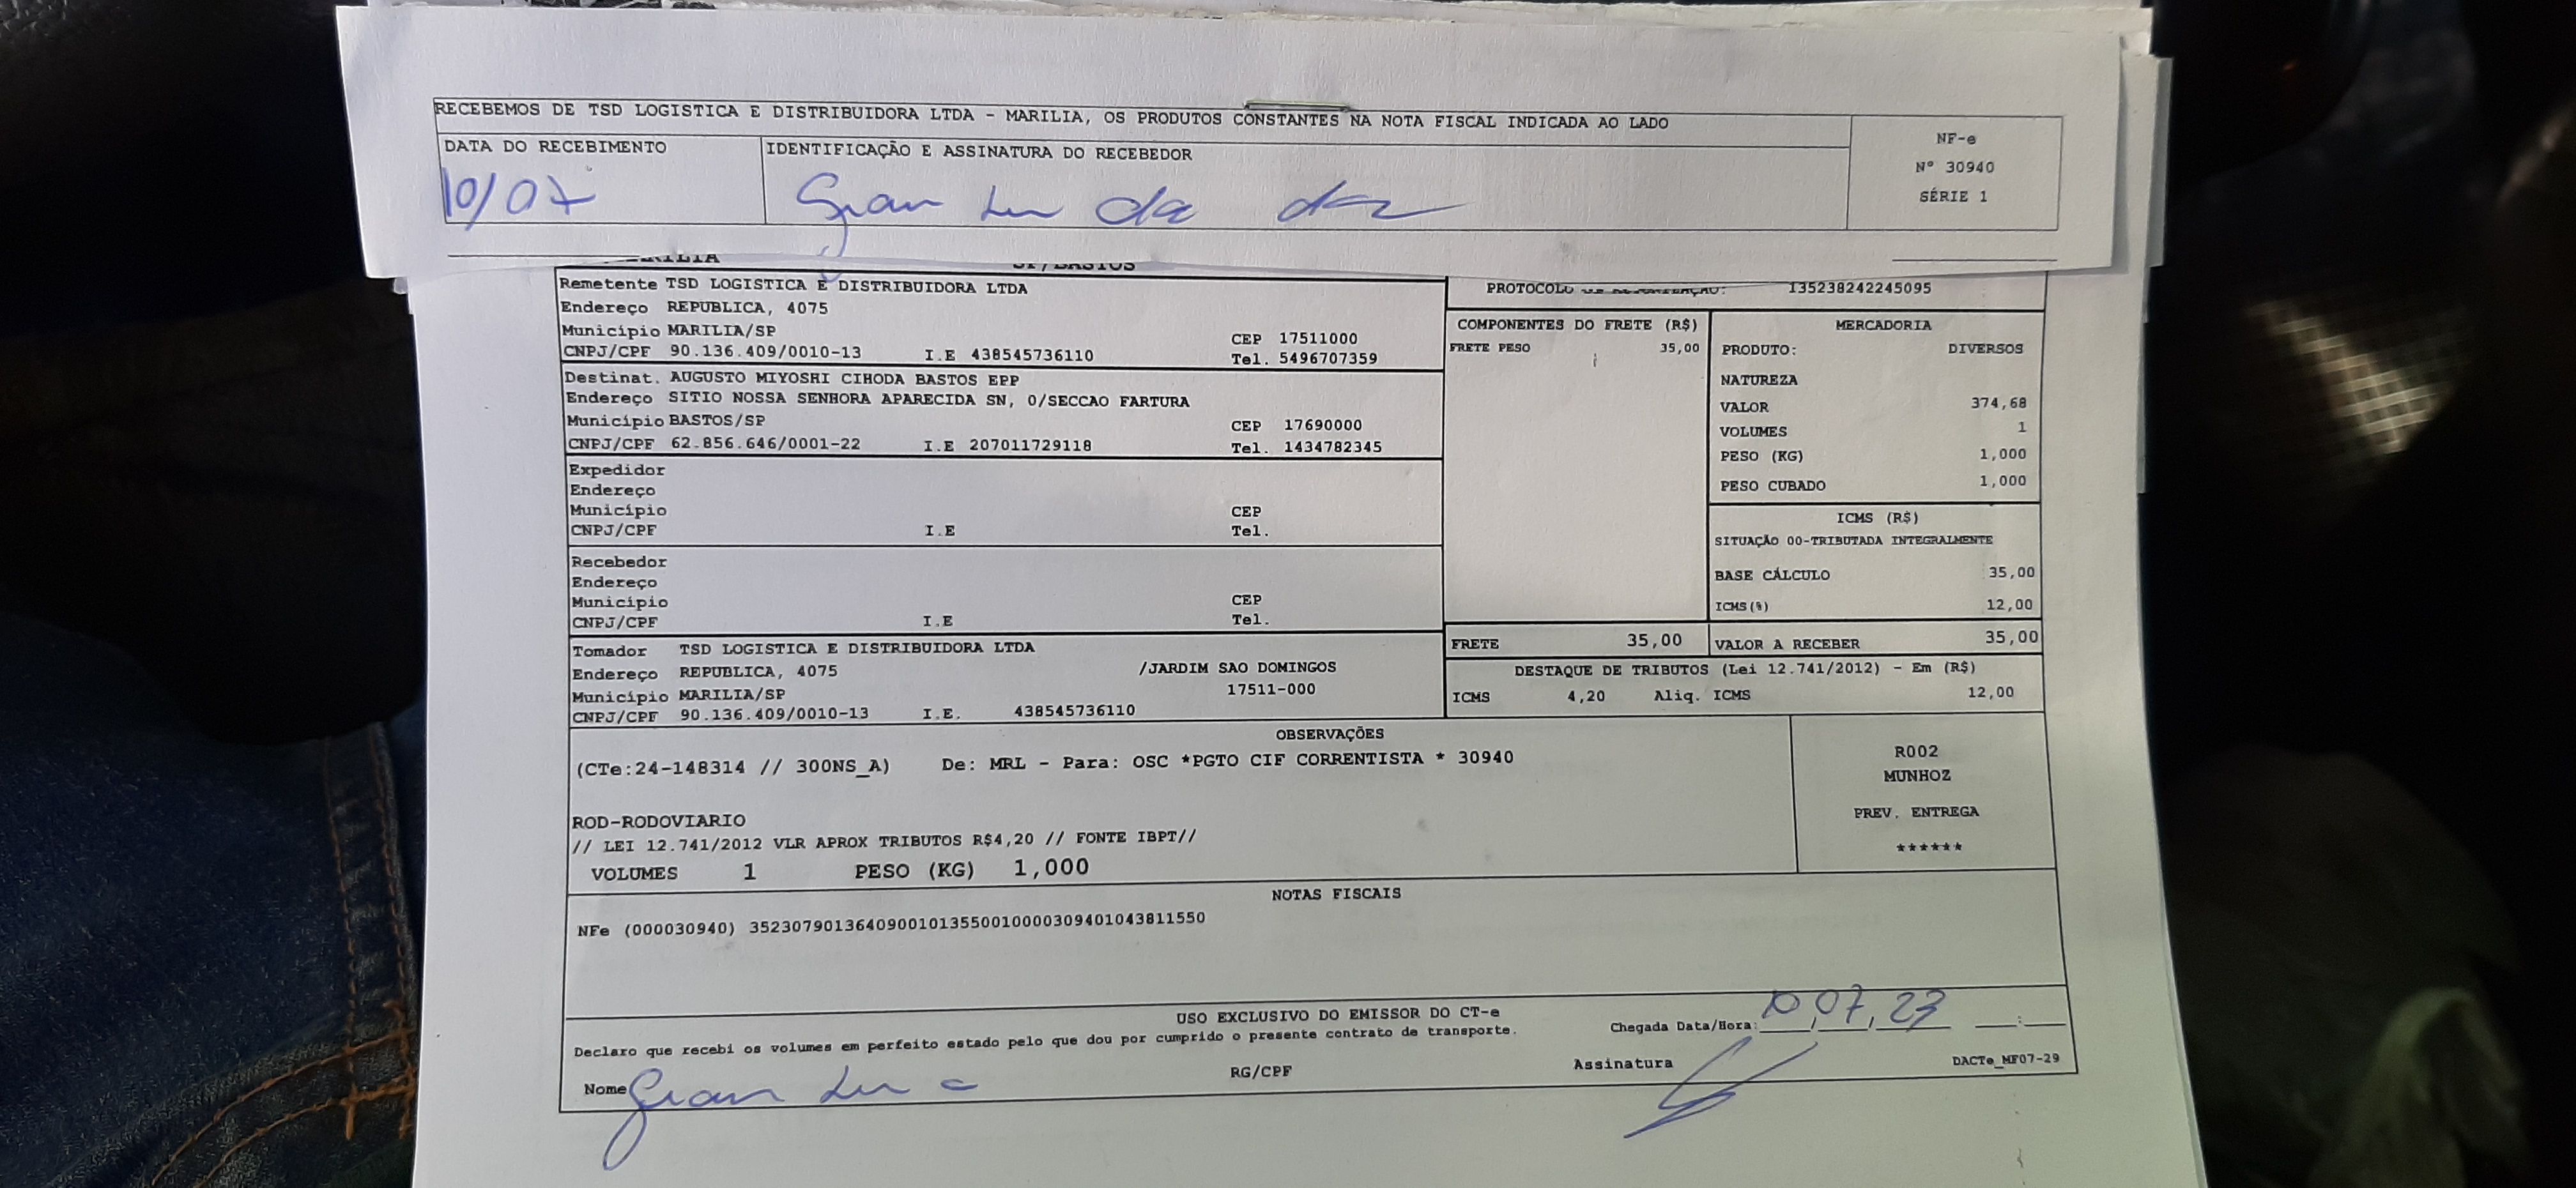 RECEBEMOS DE TSD LOGISTICA E DISTRIBUIDORA LTDA - MARILIA, OS PRODUTOS CONSTANTES NA NOTA FISCAL INDICADA AO LADO
DATA DO RECEBIMENTO
10/07
IDENTIFICAÇÃO E ASSINATURA DO RECEBEDOR
NF-e
Nº 30940
SÉRIE 1
Remetente TSD LOGISTICA E DISTRIBUIDORA LTDA
Endereço REPUBLICA, 4075
Município MARILIA/SP CEP 17511000
CNPJ/CPF 90.136.409/0010-13 I.E 438545736110 Tel. 5496707359
Destinat. AUGUSTO MIYOSHI CIHODA BASTOS EPP
Endereço SITIO NOSSA SENHORA APARECIDA SN, 0/SECCAO FARTURA
Município BASTOS/SP CEP 17690000
CNPJ/CPF 62.856.646/0001-22 I.E 207011729118 Tel. 1434782345
Expedidor
Endereço
Município CEP
CNPJ/CPF I.E Tel.
Recebedor
Endereço
Município CEP
CNPJ/CPF I.E Tel.
Tomador TSD LOGISTICA E DISTRIBUIDORA LTDA
Endereço REPUBLICA, 4075 /JARDIM SAO DOMINGOS
Município MARILIA/SP 17511-000
CNPJ/CPF 90.136.409/0010-13 I.E. 438545736110
PROTOCOLO 135238242245095
COMPONENTES DO FRETE (R$)
FRETE PESO 35,00
MERCADORIA
PRODUTO: DIVERSOS
NATUREZA
VALOR 374,68
VOLUMES 1
PESO (KG) 1,000
PESO CUBADO 1,000
ICMS (R$)
SITUAÇÃO 00-TRIBUTADA INTEGRALMENTE
BASE CÁLCULO 35,00
ICMS(%) 12,00
FRETE 35,00 VALOR A RECEBER 35,00
DESTAQUE DE TRIBUTOS (Lei 12.741/2012) - Em (R$)
ICMS 4,20 Aliq. ICMS 12,00
OBSERVAÇÕES
(CTe:24-148314 // 300NS_A) De: MRL - Para: OSC *PGTO CIF CORRENTISTA * 30940
ROD-RODOVIARIO
// LEI 12.741/2012 VLR APROX TRIBUTOS R$4,20 // FONTE IBPT//
VOLUMES 1 PESO (KG) 1,000
R002
MUNHOZ
PREV. ENTREGA
******
NOTAS FISCAIS
NFe (000030940) 35230790136409001013550010000309401043811550
USO EXCLUSIVO DO EMISSOR DO CT-e
Declaro que recebi os volumes em perfeito estado pelo que dou por cumprido o presente contrato de transporte.
Chegada Data/Hora: 10/07/23 :
Nome RG/CPF Assinatura DACTe_MF07-29